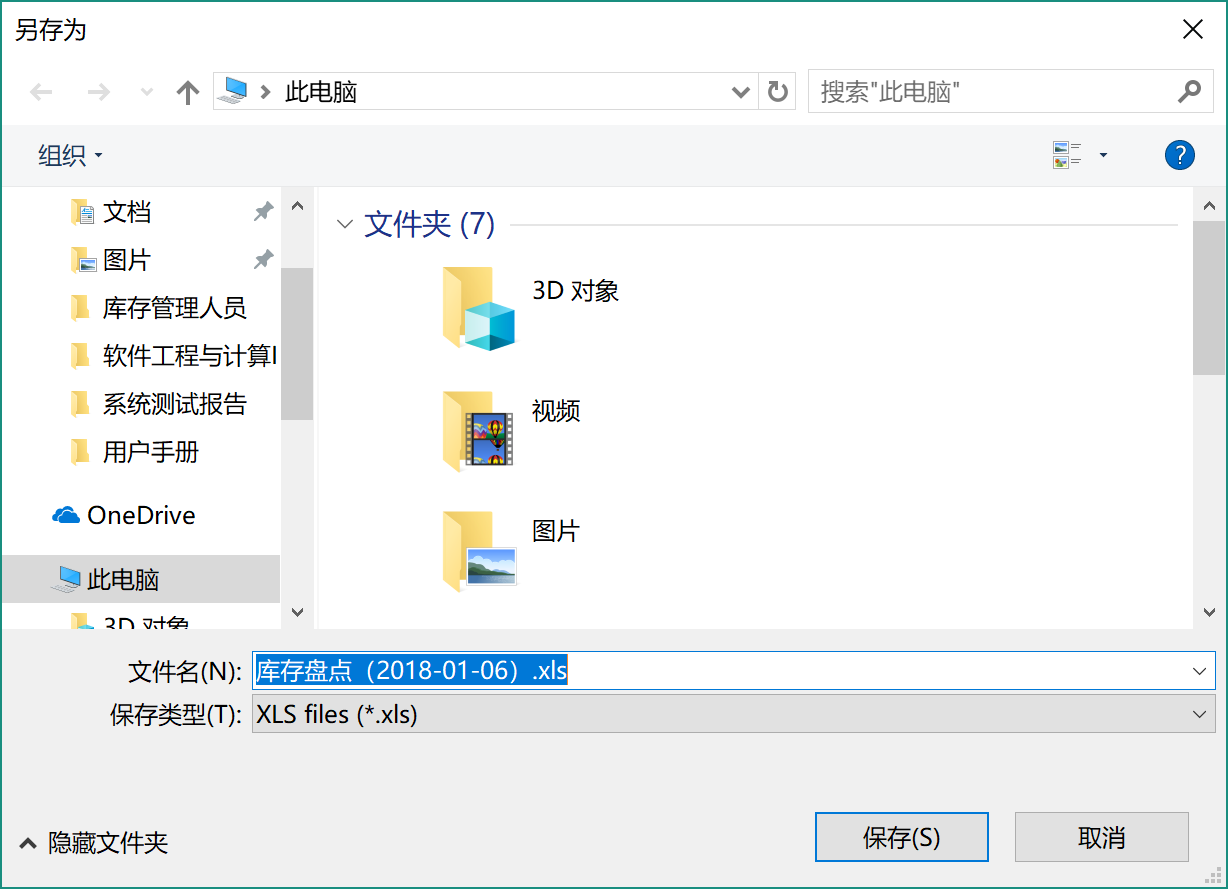 另存为
此电脑
搜索"此电脑"
组织
?
文档
图片
库存管理人员
软件工程与计算I
系统测试报告
用户手册
OneDrive
此电脑
3D 对象
文件夹 (7)
3D 对象
视频
图片
文件名(N):
库存盘点（2018-01-06）.xls
保存类型(T):
XLS files (*.xls)
隐藏文件夹
保存(S)
取消